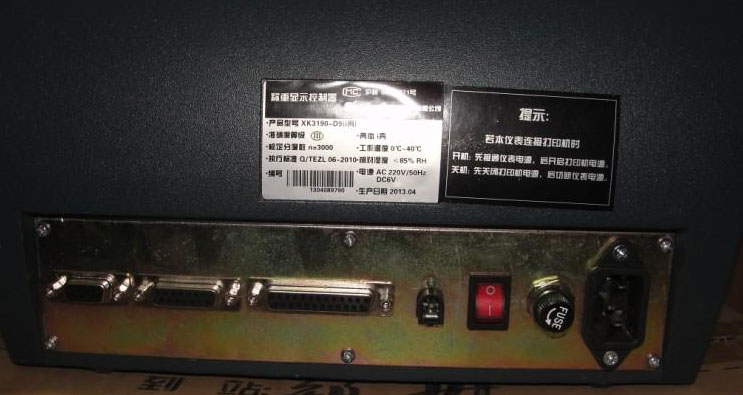 称重显示控制器 MC
·产品型号 XK3190-D9
·准确度等级 III
·检定分度数 n=3000 ·工作温度 0℃~40℃
·执行标准 Q/TEZL 06-2010 ·相对湿度 ≤85% RH
·编号 ·电源 AC 220V/50Hz
DC6V
1304089790 ·生产日期 2013.04
提示:
若本仪表连接打印机时
开机: 先接通仪表电源, 后开启打印机电源。
关机: 先关闭打印机电源, 后切断仪表电源。
FUSE